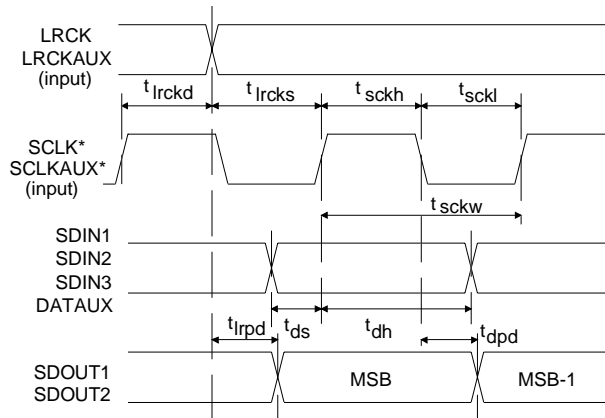 LRCK
LRCKAUX
(input)
t lrckd
t lrcks
t sckh
t sckl
SCLK*
SCLKAUX*
(input)
t sckw
SDIN1
SDIN2
SDIN3
DATAUX
t lrpd
t ds
t dh
t dpd
SDOUT1
SDOUT2
MSB
MSB-1